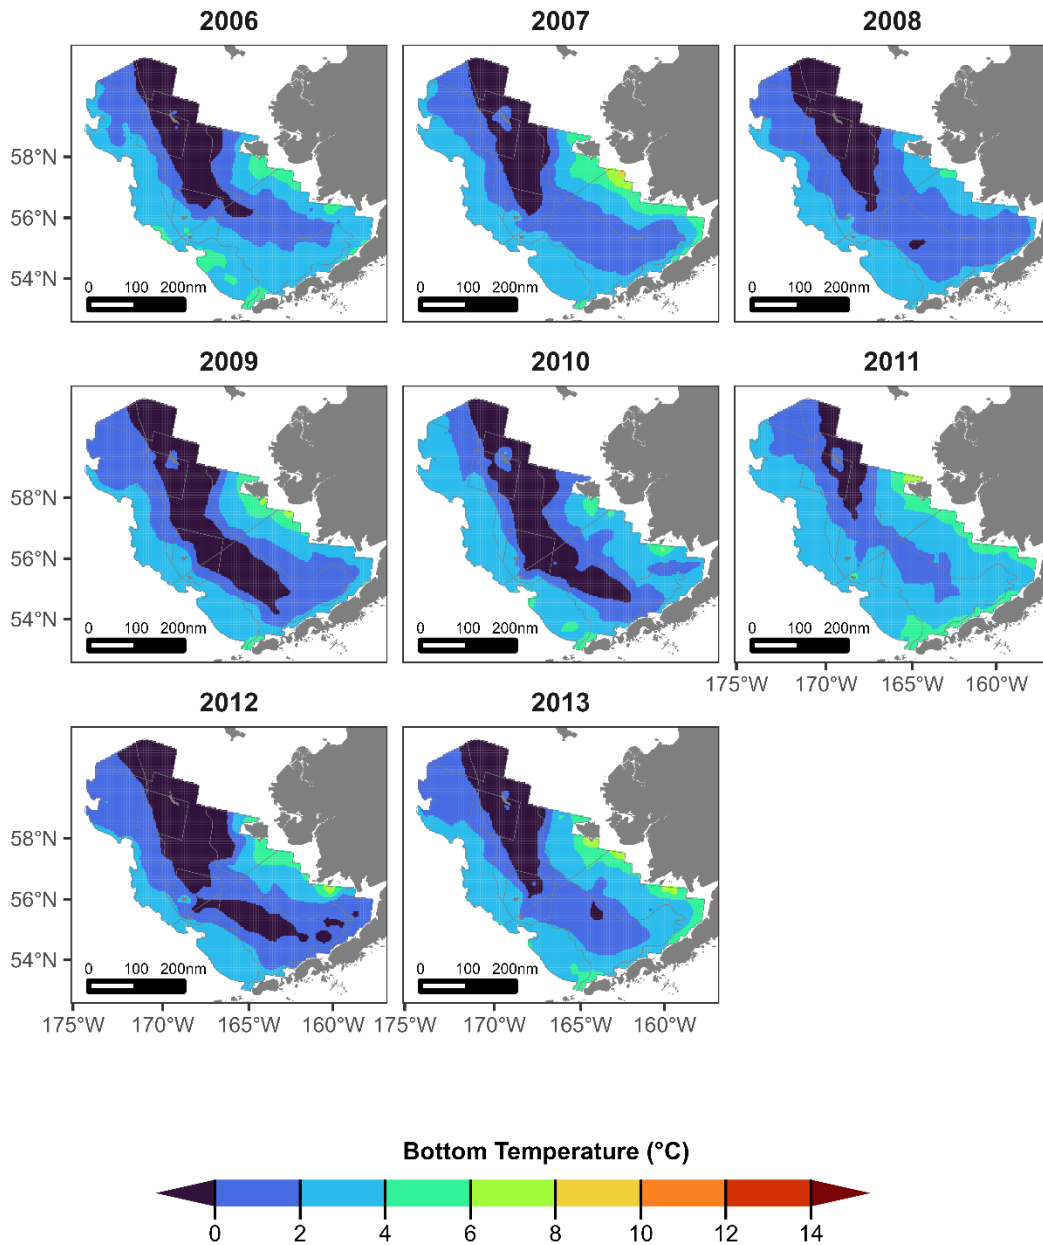 2006 2007 2008
58°N
56°N
54°N
0 100 200nm 0 100 200nm 0 100 200nm
2009 2010 2011
58°N
56°N
54°N
0 100 200nm 0 100 200nm 0 100 200nm
175°W 170°W 165°W 160°W
2012 2013
58°N
56°N
54°N
0 100 200nm 0 100 200nm
175°W 170°W 165°W 160°W 175°W 170°W 165°W 160°W
Bottom Temperature (°C)
0 2 4 6 8 10 12 14